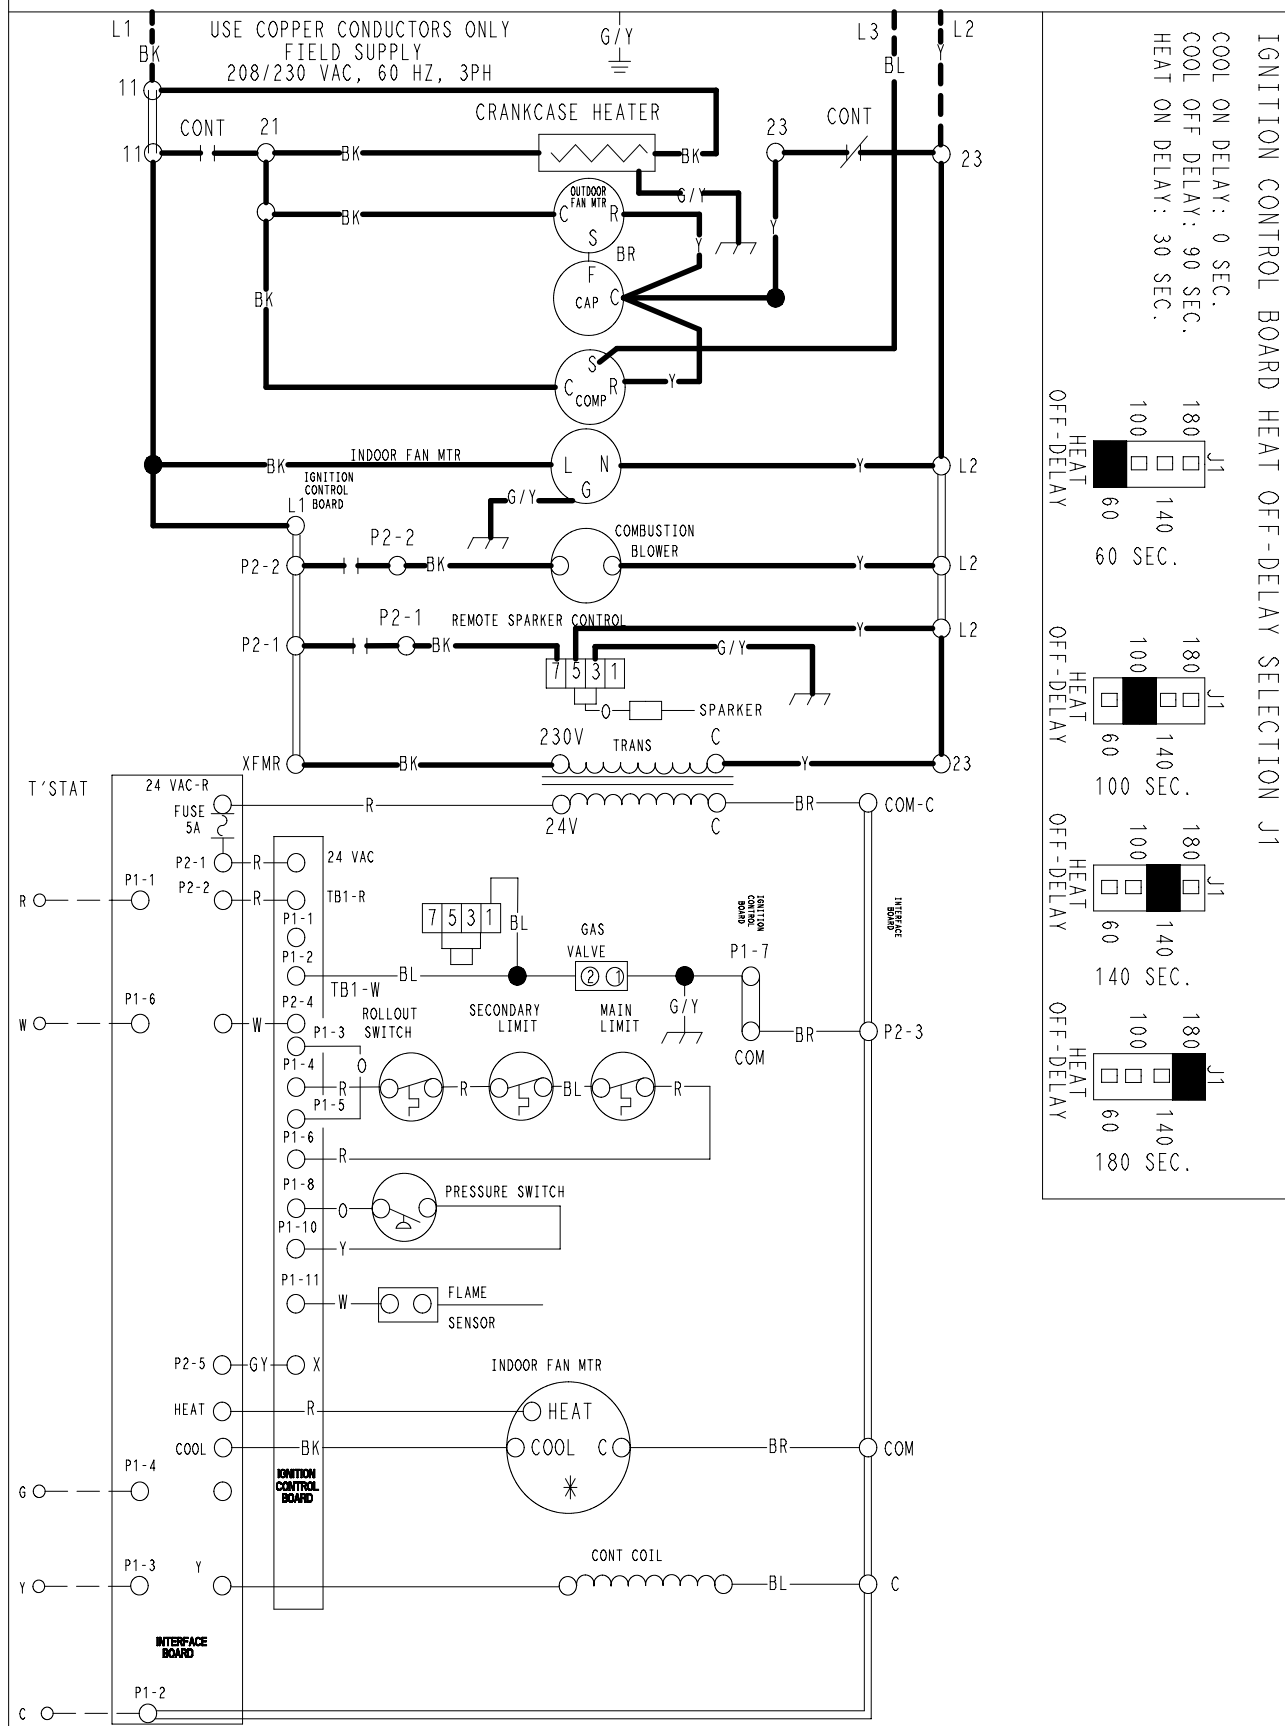 L1
USE COPPER CONDUCTORS ONLY
FIELD SUPPLY
208/230 VAC, 60 HZ, 3PH
G/Y
L3
L2
BK
BL
Y
11
CRANKCASE HEATER
11
CONT
21
BK
BK
23
CONT
23
G/Y
OUTDOOR
FAN MTR
BK
C
R
S
BR
Y
Y
F
CAP
C
BK
S
C
R
COMP
Y
INDOOR FAN MTR
BK
L
N
G
Y
L2
IGNITION
CONTROL
BOARD
L1
G/Y
COMBUSTION
BLOWER
P2-2
P2-2
BK
Y
L2
P2-1
P2-1
BK
REMOTE SPARKER CONTROL
Y
L2
G/Y
7 5 3 1
O
SPARKER
230V
TRANS
C
XFMR
BK
Y
23
T'STAT
24 VAC-R
FUSE
5A
R
24V
C
BR
COM-C
P2-1
R
24 VAC
R
P1-1
P2-2
R
TB1-R
P1-1
7 5 3 1
BL
GAS
VALVE
2 1
IGNITION
CONTROL
BOARD
INTERFACE
BOARD
P1-7
P1-2
BL
TB1-W
G/Y
COM
BR
P2-3
W
P1-6
W
P2-4
ROLLOUT
SWITCH
SECONDARY
LIMIT
MAIN
LIMIT
P1-3
O
P1-4
R
R
BL
R
P1-5
P1-6
R
P1-8
O
PRESSURE SWITCH
P1-10
Y
P1-11
W
FLAME
SENSOR
P2-5
GY
X
INDOOR FAN MTR
HEAT
R
HEAT
COOL
BK
COOL
C
BR
COM
IGNITION
CONTROL
BOARD
G
P1-4
Y
P1-3
Y
CONT COIL
BL
C
INTERFACE
BOARD
C
P1-2
IGNITION CONTROL BOARD HEAT OFF-DELAY SELECTION J1
COOL ON DELAY: 0 SEC.
COOL OFF DELAY: 90 SEC.
HEAT ON DELAY: 30 SEC.
HEAT
OFF-DELAY
100
180
J1
60
140
60 SEC.
HEAT
OFF-DELAY
100
180
J1
60
140
100 SEC.
HEAT
OFF-DELAY
100
180
J1
60
140
140 SEC.
HEAT
OFF-DELAY
100
180
J1
60
140
180 SEC.